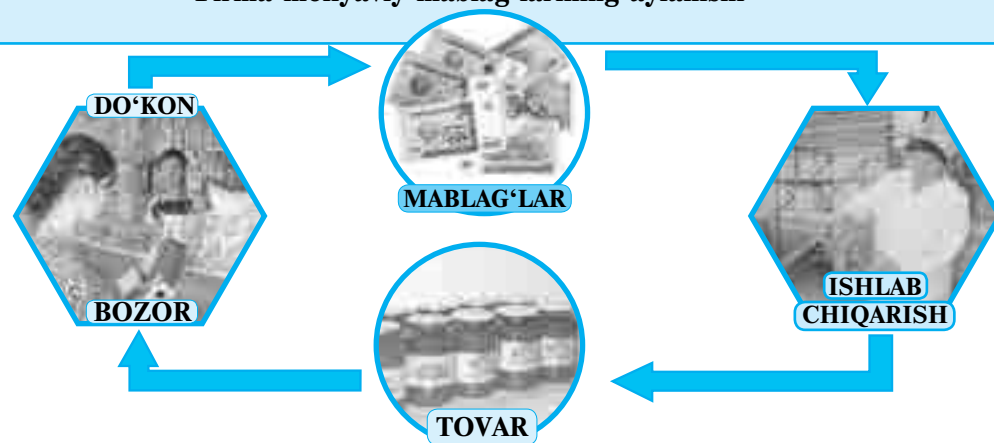 DO‘KON
MABLAG‘LAR
BOZOR
ISHLAB
CHIQARISH
TOVAR